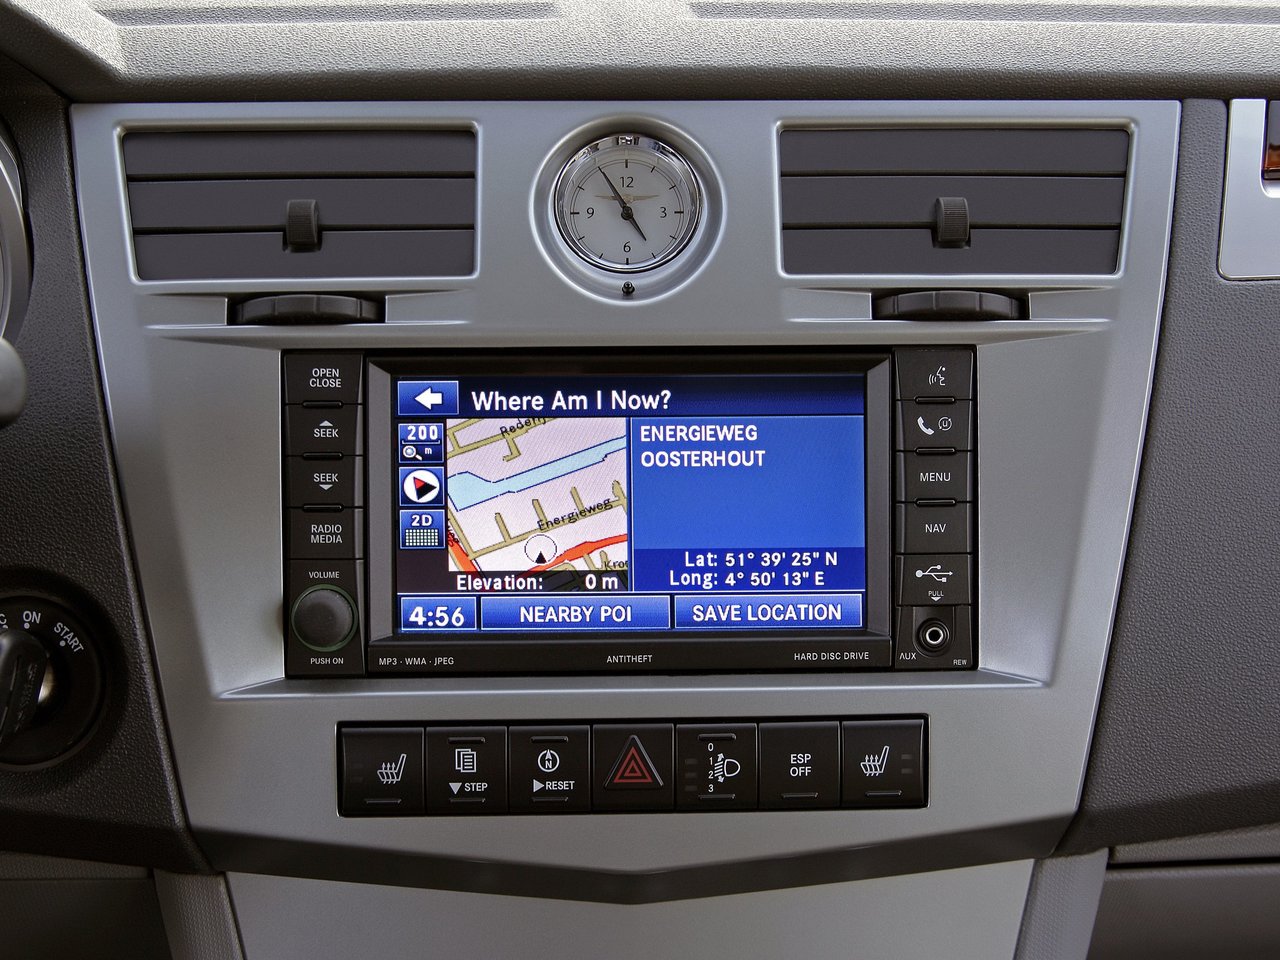 12
9
3
6
OPEN
CLOSE
SEEK
SEEK
RADIO
MEDIA
VOLUME
PUSH ON
Where Am I Now?
200
m
2D
Energieweg
Elevation: 0 m
ENERGIEWEG
OOSTERHOUT
Lat: 51° 39' 25" N
Long: 4° 50' 13" E
4:56
NEARBY POI
SAVE LOCATION
MP3 · WMA · JPEG
ANTITHEFT
HARD DISC DRIVE
MENU
NAV
PULL
AUX
REW
ON
START
STEP
N
RESET
0
1
2
3
ESP
OFF